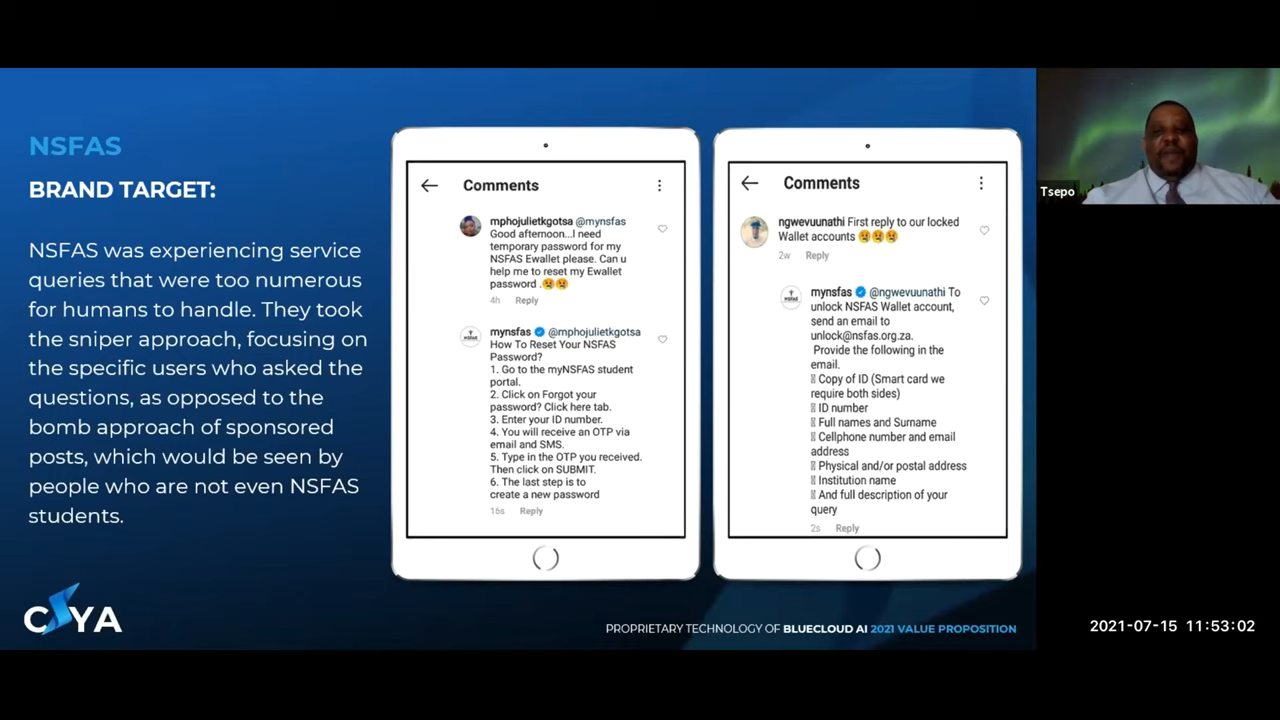 NSFAS
BRAND TARGET:
NSFAS was experiencing service
queries that were too numerous
for humans to handle. They took
the sniper approach, focusing on
the specific users who asked the
questions, as opposed to the
bomb approach of sponsored
posts, which would be seen by
people who are not even NSFAS
students.
CSYA
Comments
mphojulietkgotsa @mynsfas
Good afternoon...I need
temporary password for my
NSFAS Ewallet please. Can u
help me to reset my Ewallet
password .😢😢
4h Reply
NSFAS
mynsfas @mphojulietkgotsa
How To Reset Your NSFAS
Password?
1. Go to the myNSFAS student
portal.
2. Click on Forgot your
password? Click here tab.
3. Enter your ID number.
4. You will receive an OTP via
email and SMS.
5. Type in the OTP you received.
Then click on SUBMIT.
6. The last step is to
create a new password
16s Reply
Comments
ngwevuunathi First reply to our locked
Wallet accounts 😢😢😢
2w Reply
NSFAS
mynsfas @ngwevuunathi To
unlock NSFAS Wallet account,
send an email to
unlock@nsfas.org.za.
Provide the following in the
email.
Copy of ID (Smart card we
require both sides)
ID number
Full names and Surname
Cellphone number and email
address
Physical and/or postal address
Institution name
And full description of your
query
2s Reply
PROPRIETARY TECHNOLOGY OF BLUECLOUD AI 2021 VALUE PROPOSITION
Tsepo
2021-07-15 11:53:02